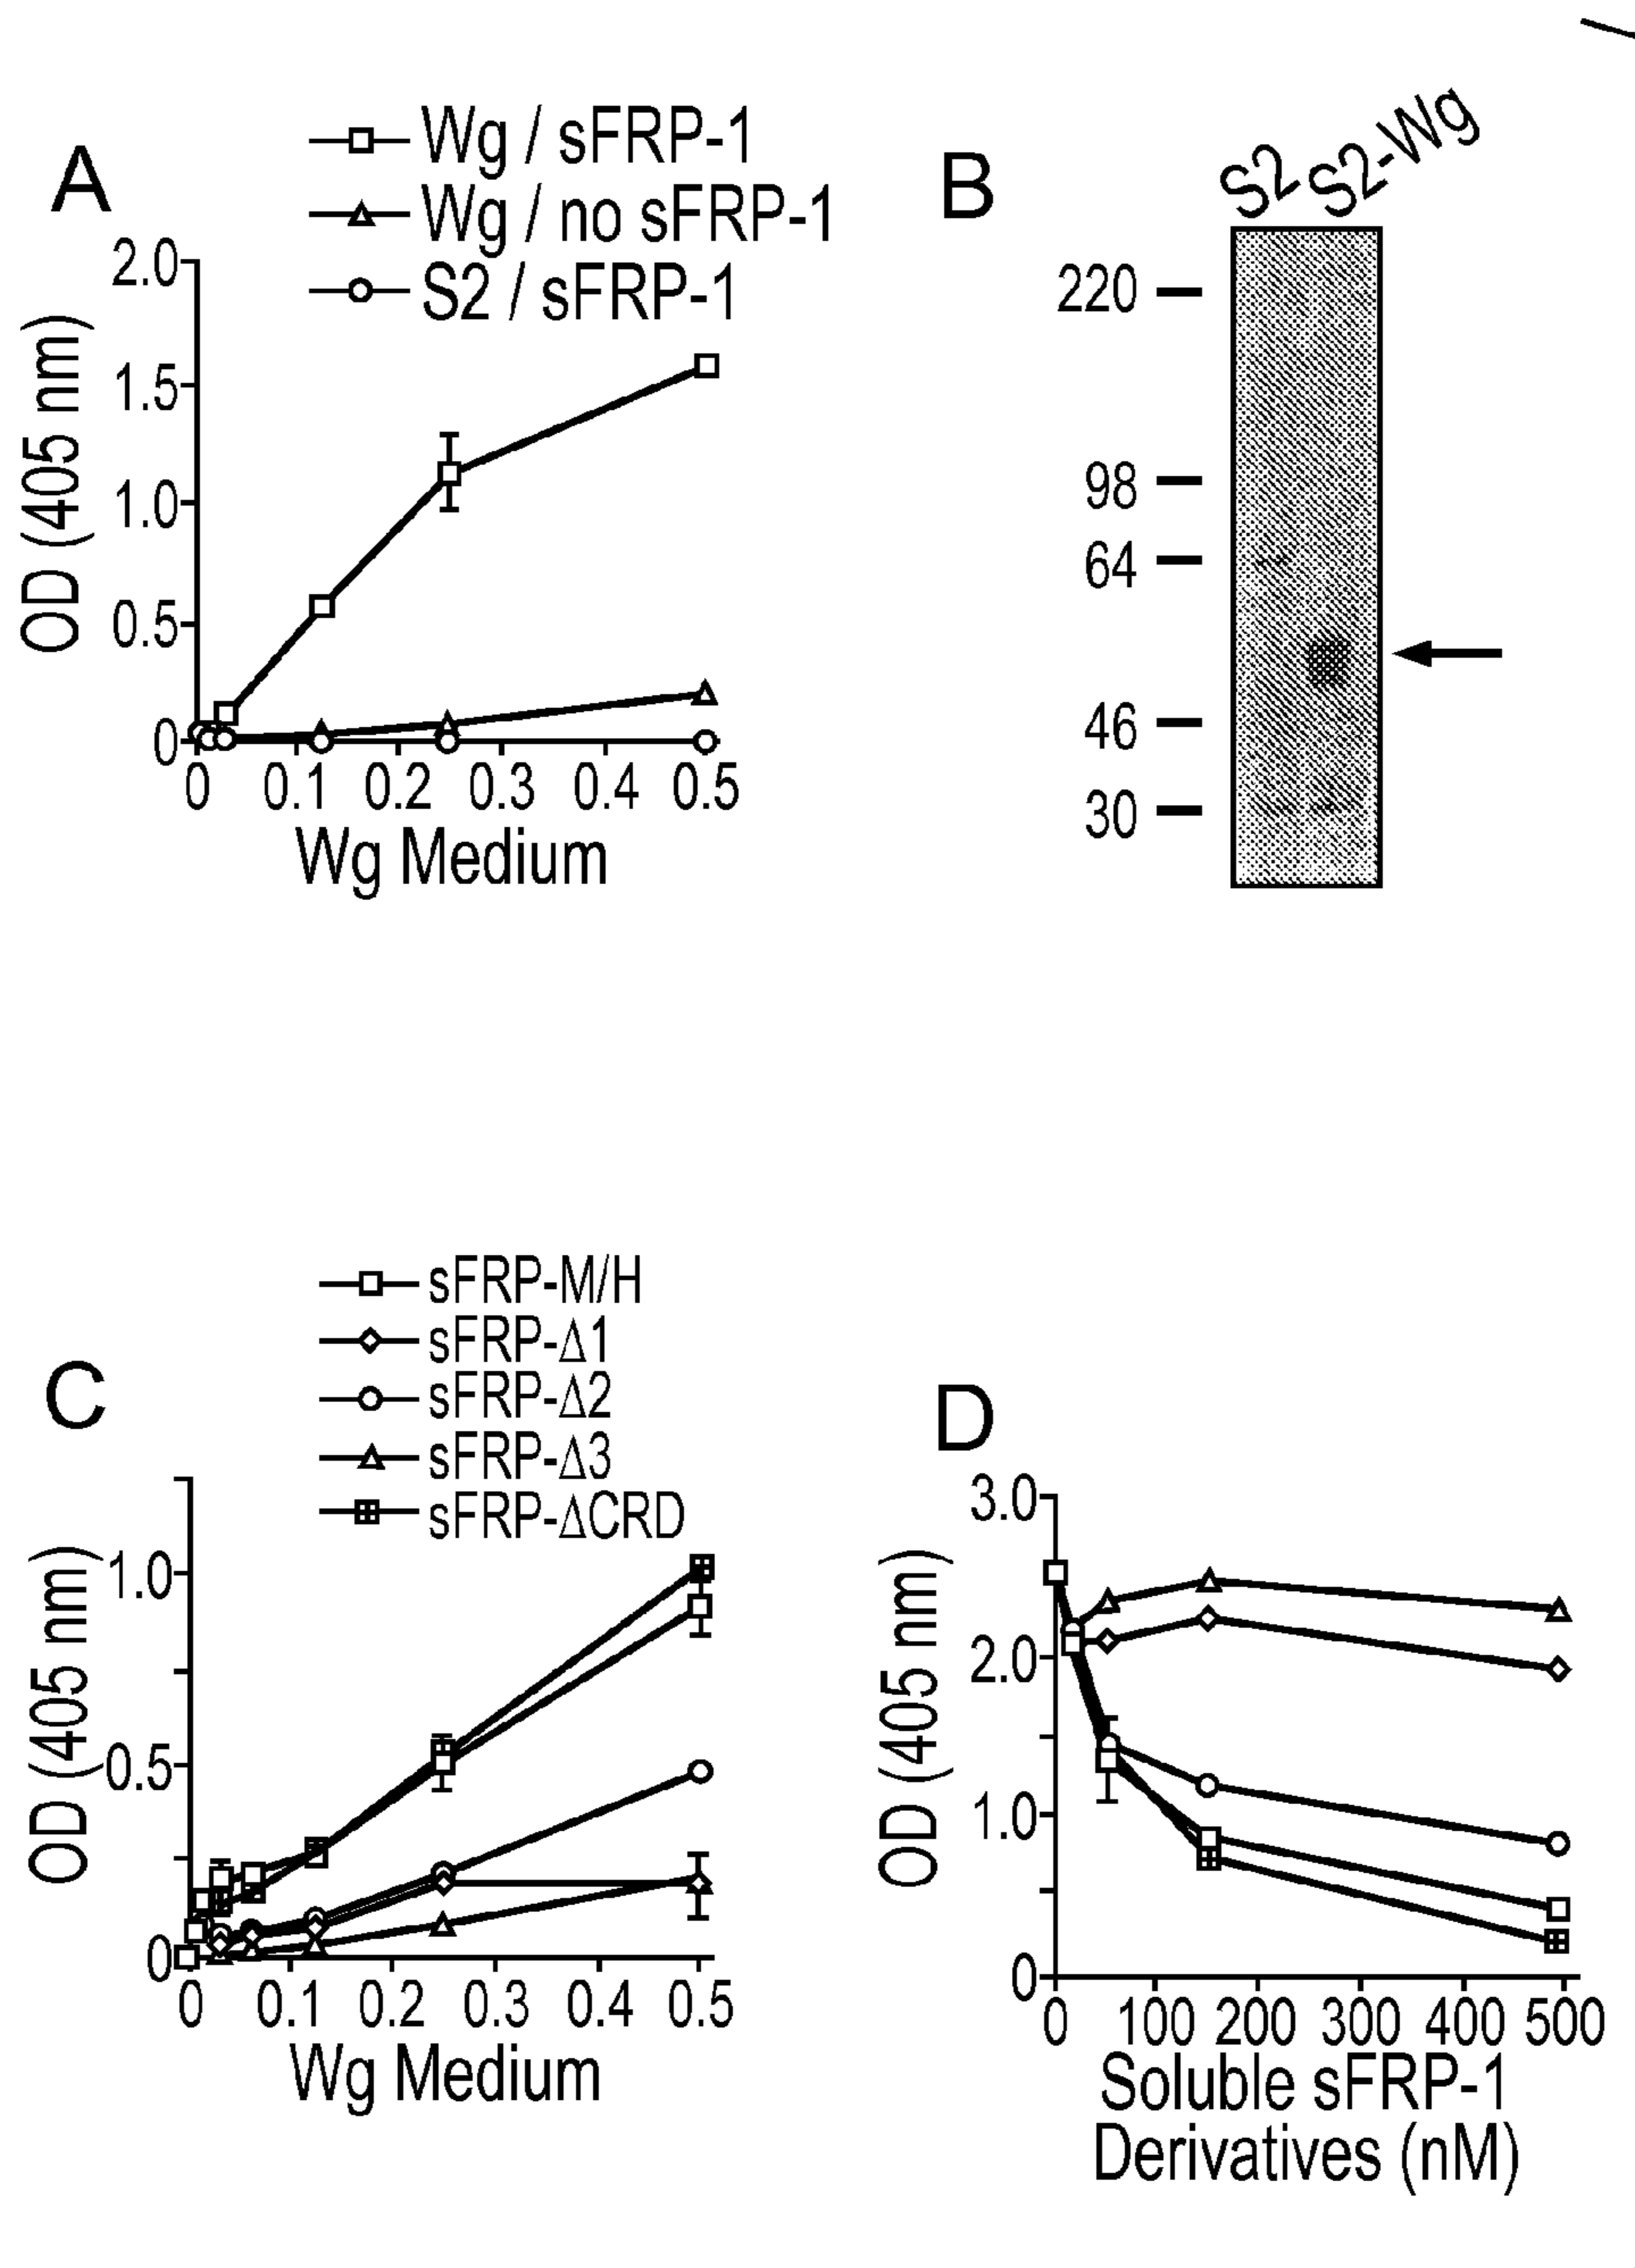 A
Wg / sFRP-1
Wg / no sFRP-1
S2 / sFRP-1
2.0
1.5
1.0
0.5
0
OD (405 nm)
0 0.1 0.2 0.3 0.4 0.5
Wg Medium
B
S2 S2-Wg
220
98
64
46
30
C
sFRP-M/H
sFRP-Δ1
sFRP-Δ2
sFRP-Δ3
sFRP-ΔCRD
1.0
0.5
0
OD (405 nm)
0 0.1 0.2 0.3 0.4 0.5
Wg Medium
D
3.0
2.0
1.0
0
OD (405 nm)
0 100 200 300 400 500
Soluble sFRP-1
Derivatives (nM)